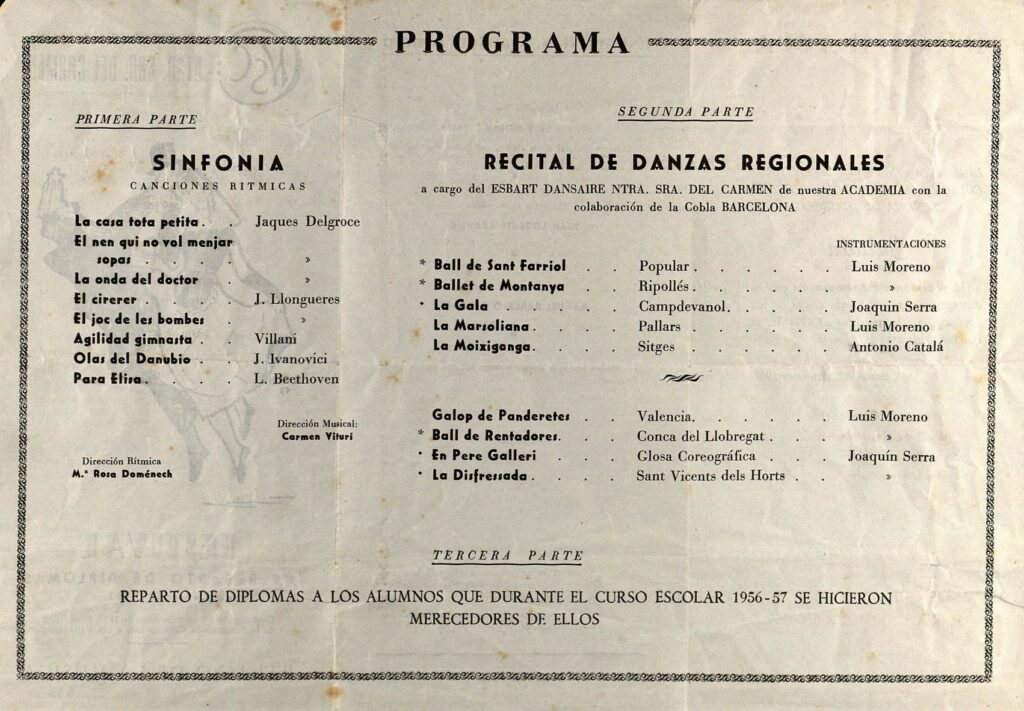 PROGRAMA
PRIMERA PARTE
SINFONIA
CANCIONES RITMICAS
La casa tota petita . . Jaques Delgroce
El nen qui no vol menjar
sopas . . . . »
La onda del doctor . »
El cirerer . . . . J. Llongueres
El joc de les bombes . »
Agilidad gimnasta . . Villani
Olas del Danubio . . J. Ivanovici
Para Elisa . . . . L. Beethoven
Dirección Musical:
Carmen Viturí
Dirección Rítmica
M.ª Rosa Doménech
SEGUNDA PARTE
RECITAL DE DANZAS REGIONALES
a cargo del ESBART DANSAIRE NTRA. SRA. DEL CARMEN de nuestra ACADEMIA con la
colaboración de la Cobla BARCELONA
INSTRUMENTACIONES
* Ball de Sant Farriol . . Popular . . . . . . Luis Moreno
* Ballet de Montanya . . Ripollés . . . . . . »
* La Gala . . . . . Campdevanol . . . . . Joaquin Serra
La Marsoliana . . . . Pallars . . . . . . Luis Moreno
La Moixiganga . . . . Sitges . . . . . . Antonio Catalá
Galop de Panderetes . . Valencia . . . . . . Luis Moreno
* Ball de Rentadores . . . Conca del Llobregat . . . »
* En Pere Galleri . . . Glosa Coreográfica . . . Joaquín Serra
* La Disfressada . . . . Sant Vicents dels Horts . . »
TERCERA PARTE
REPARTO DE DIPLOMAS A LOS ALUMNOS QUE DURANTE EL CURSO ESCOLAR 1956-57 SE HICIERON
MERECEDORES DE ELLOS